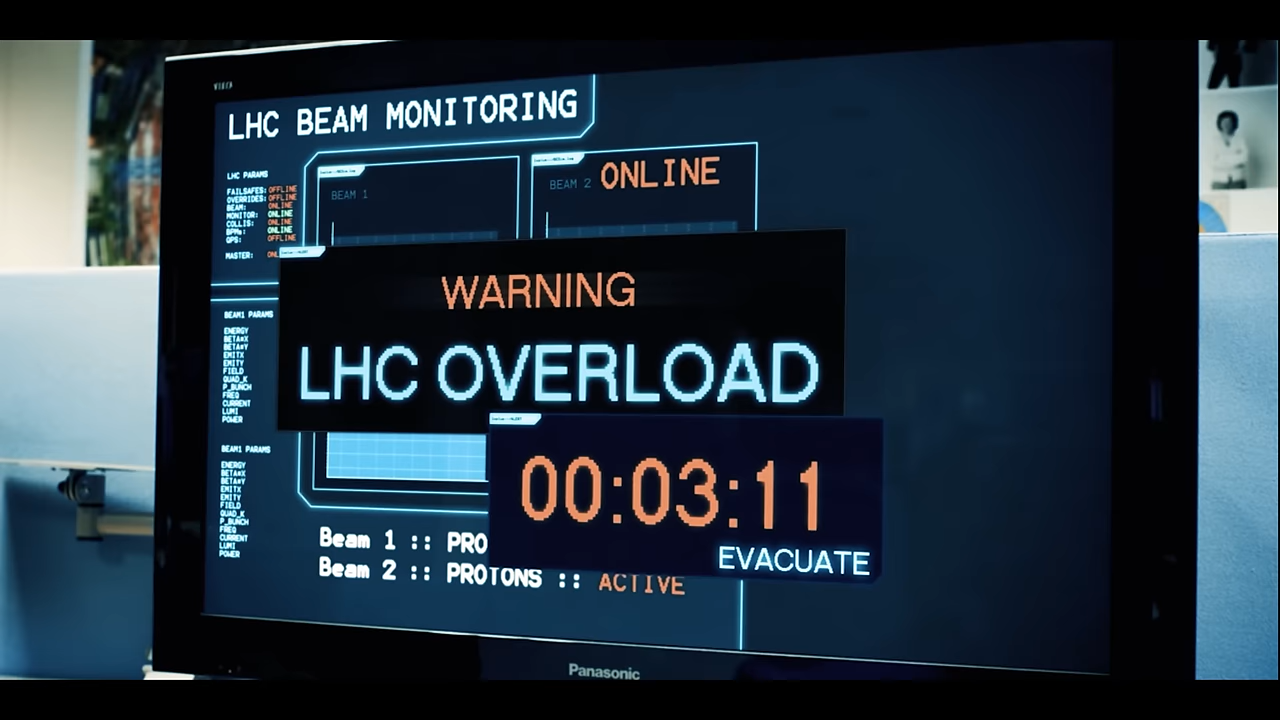 LHC BEAM MONITORING
LHC PARAMS
FAILSAFES: OFFLINE
OVERRIDES: OFFLINE
BEAM: ONLINE
MONITOR: ONLINE
COLLIS: ONLINE
BPMs: ONLINE
QPS: OFFLINE
MASTER: ONL
BEAM 1
BEAM 2 ONLINE
WARNING
LHC OVERLOAD
00:03:11
EVACUATE
BEAM1 PARAMS
ENERGY
BETA*X
BETA*Y
EMITX
EMITY
FIELD
QUAD_K
P_BUNCH
FREQ
CURRENT
LUMI
POWER
BEAM1 PARAMS
ENERGY
BETA*X
BETA*Y
EMITX
EMITY
FIELD
QUAD_K
P_BUNCH
FREQ
CURRENT
LUMI
POWER
Beam 1 :: PRO
Beam 2 :: PROTONS :: ACTIVE
Panasonic